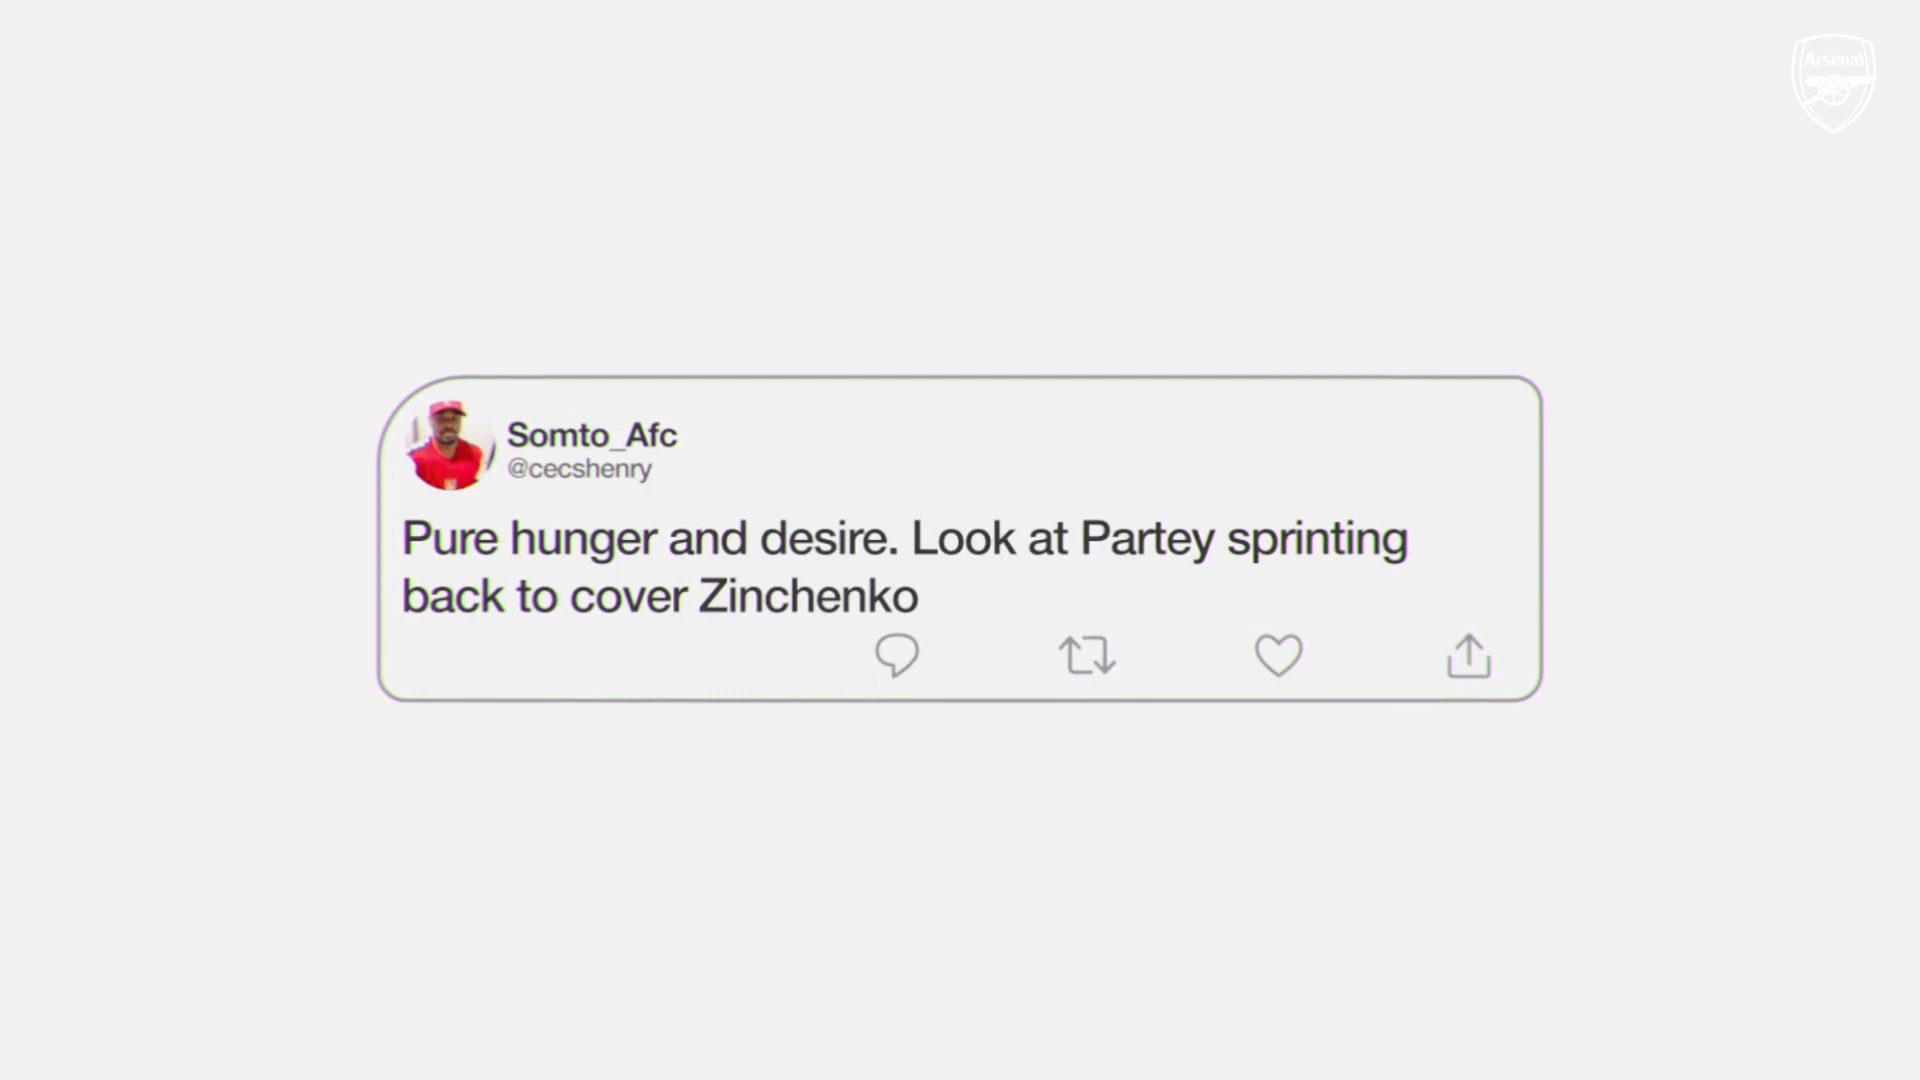 Arsenal
Somto_Afc
@cecshenry
Pure hunger and desire. Look at Partey sprinting
back to cover Zinchenko